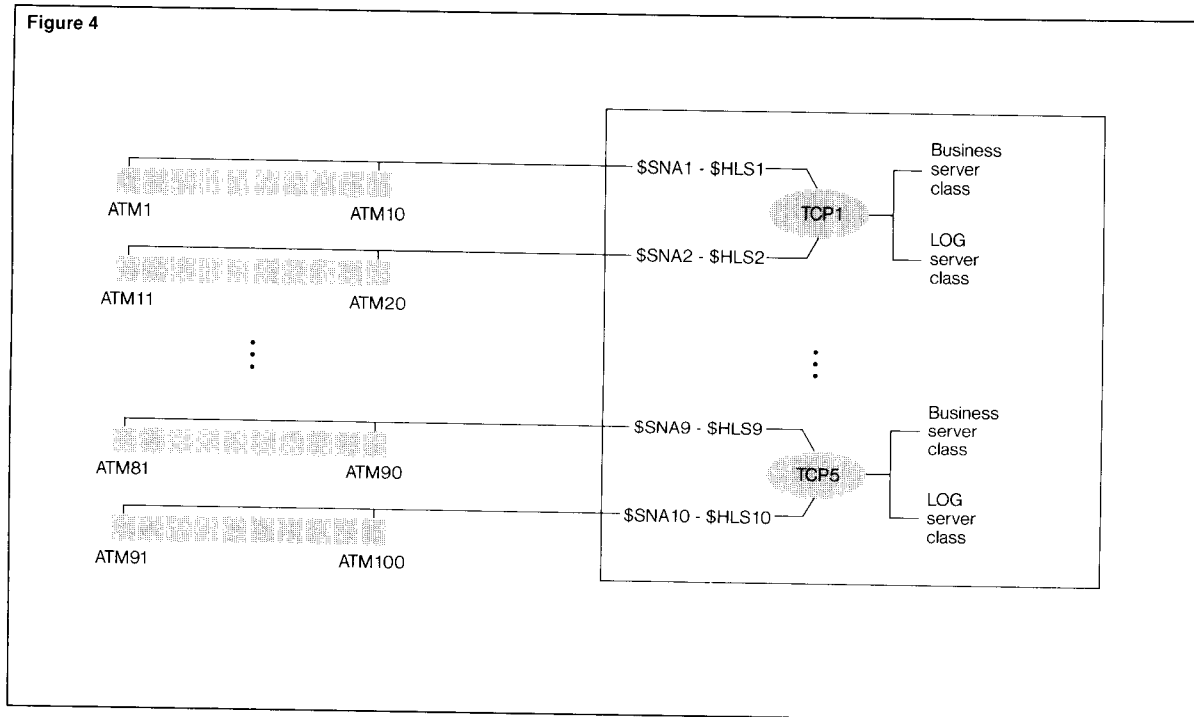 Figure 4
$SNA1 - $HLS1
Business
server
class
ATM1
ATM10
TCP1
$SNA2 - $HLS2
LOG
server
class
ATM11
ATM20
$SNA9 - $HLS9
Business
server
class
ATM81
ATM90
TCP5
$SNA10 - $HLS10
LOG
server
class
ATM91
ATM100